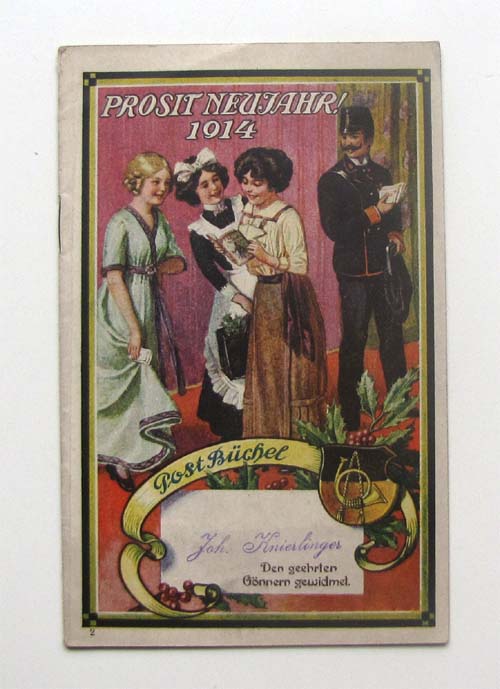 PROSIT NEUJAHR!
1914
Post Büchel
Joh. Knierlinger
Den geehrten
Gönnern gewidmet.
2